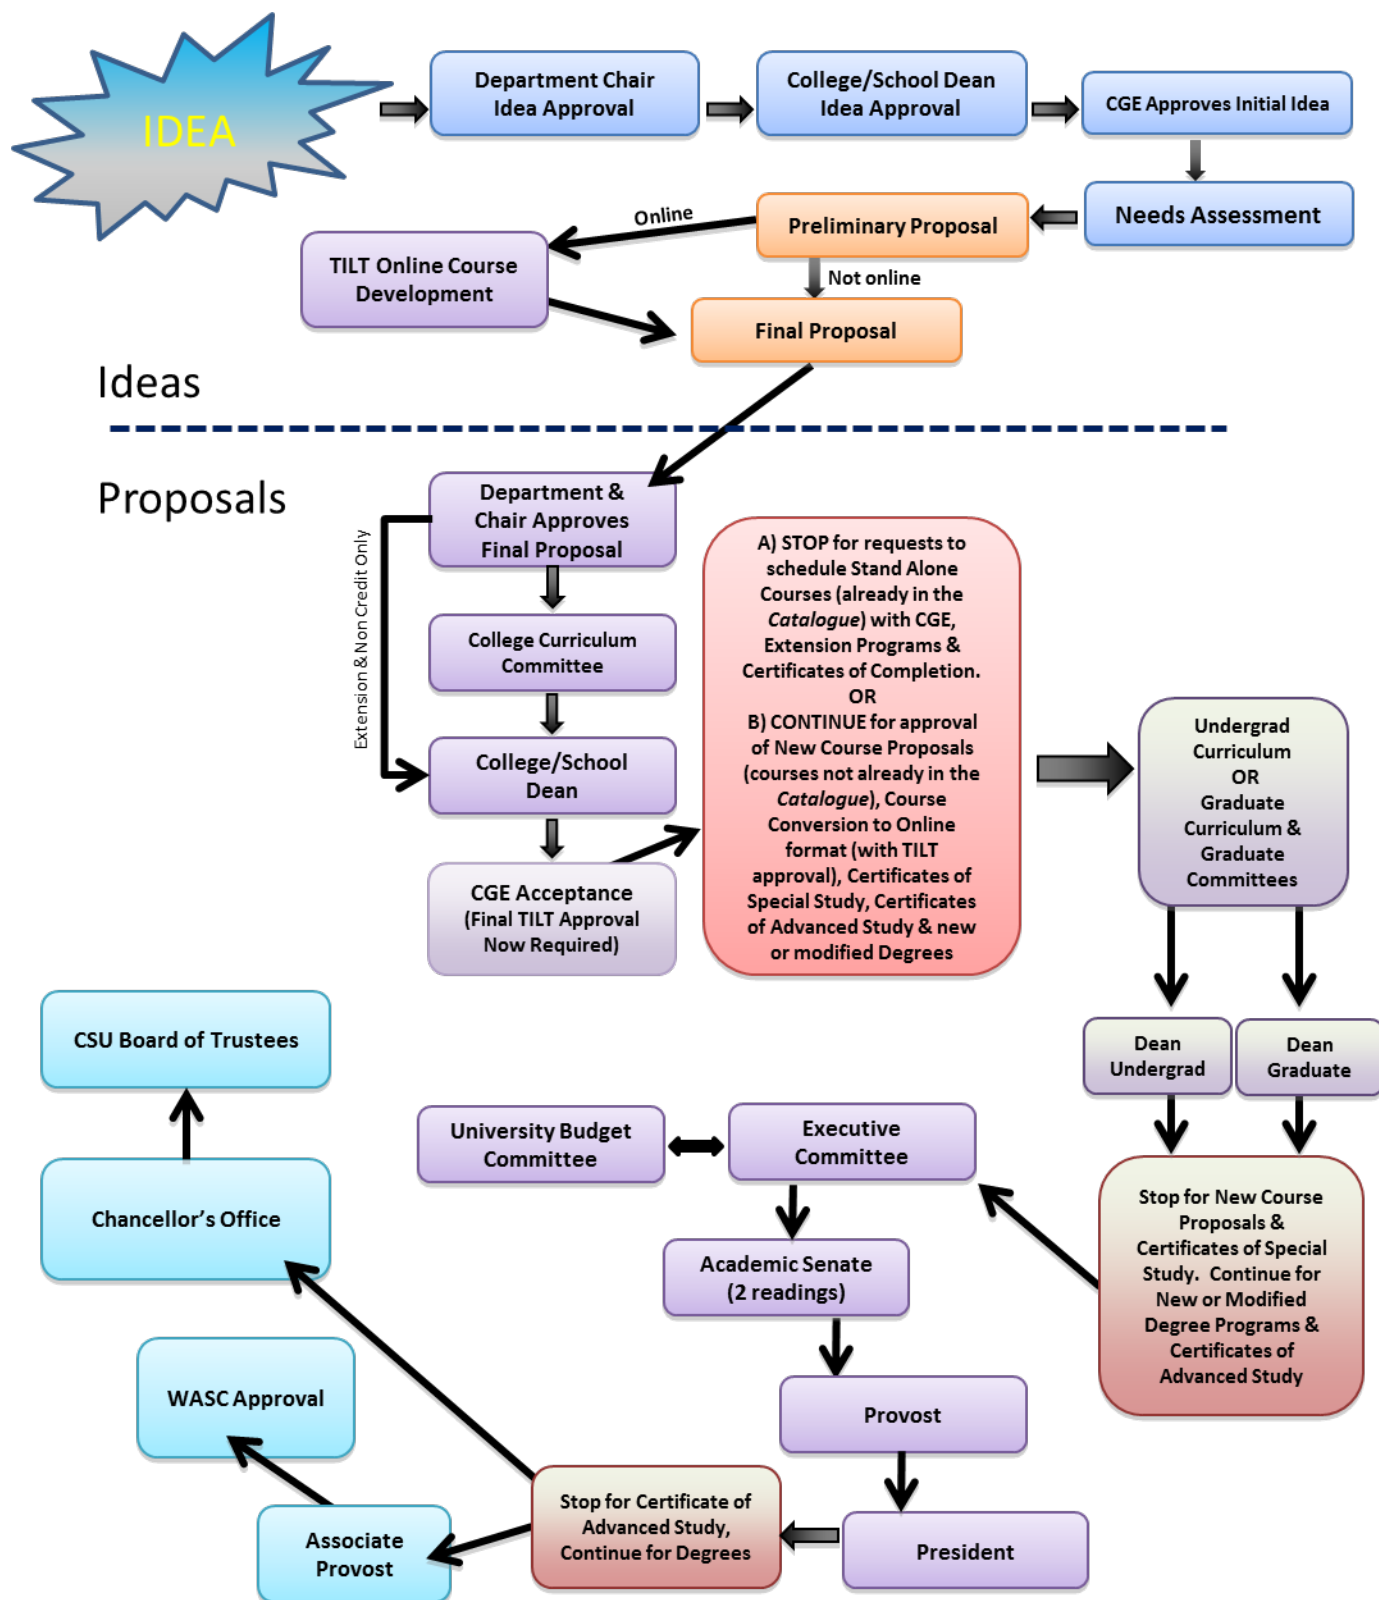 IDEA
Department Chair
Idea Approval
College/School Dean
Idea Approval
CGE Approves Initial Idea
Needs Assessment
Preliminary Proposal
Online
TILT Online Course
Development
Not online
Final Proposal
Ideas
Proposals
Department &
Chair Approves
Final Proposal
Extension & Non Credit Only
College Curriculum
Committee
College/School
Dean
CGE Acceptance
(Final TILT Approval
Now Required)
A) STOP for requests to
schedule Stand Alone
Courses (already in the
Catalogue) with CGE,
Extension Programs &
Certificates of Completion.
OR
B) CONTINUE for approval
of New Course Proposals
(courses not already in the
Catalogue), Course
Conversion to Online
format (with TILT
approval), Certificates of
Special Study, Certificates
of Advanced Study & new
or modified Degrees
Undergrad
Curriculum
OR
Graduate
Curriculum &
Graduate
Committees
Dean
Undergrad
Dean
Graduate
Stop for New Course
Proposals &
Certificates of Special
Study.  Continue for
New or Modified
Degree Programs &
Certificates of
Advanced Study
Executive
Committee
University Budget
Committee
Academic Senate
(2 readings)
Provost
President
Stop for Certificate of
Advanced Study,
Continue for Degrees
Associate
Provost
WASC Approval
Chancellor's Office
CSU Board of Trustees